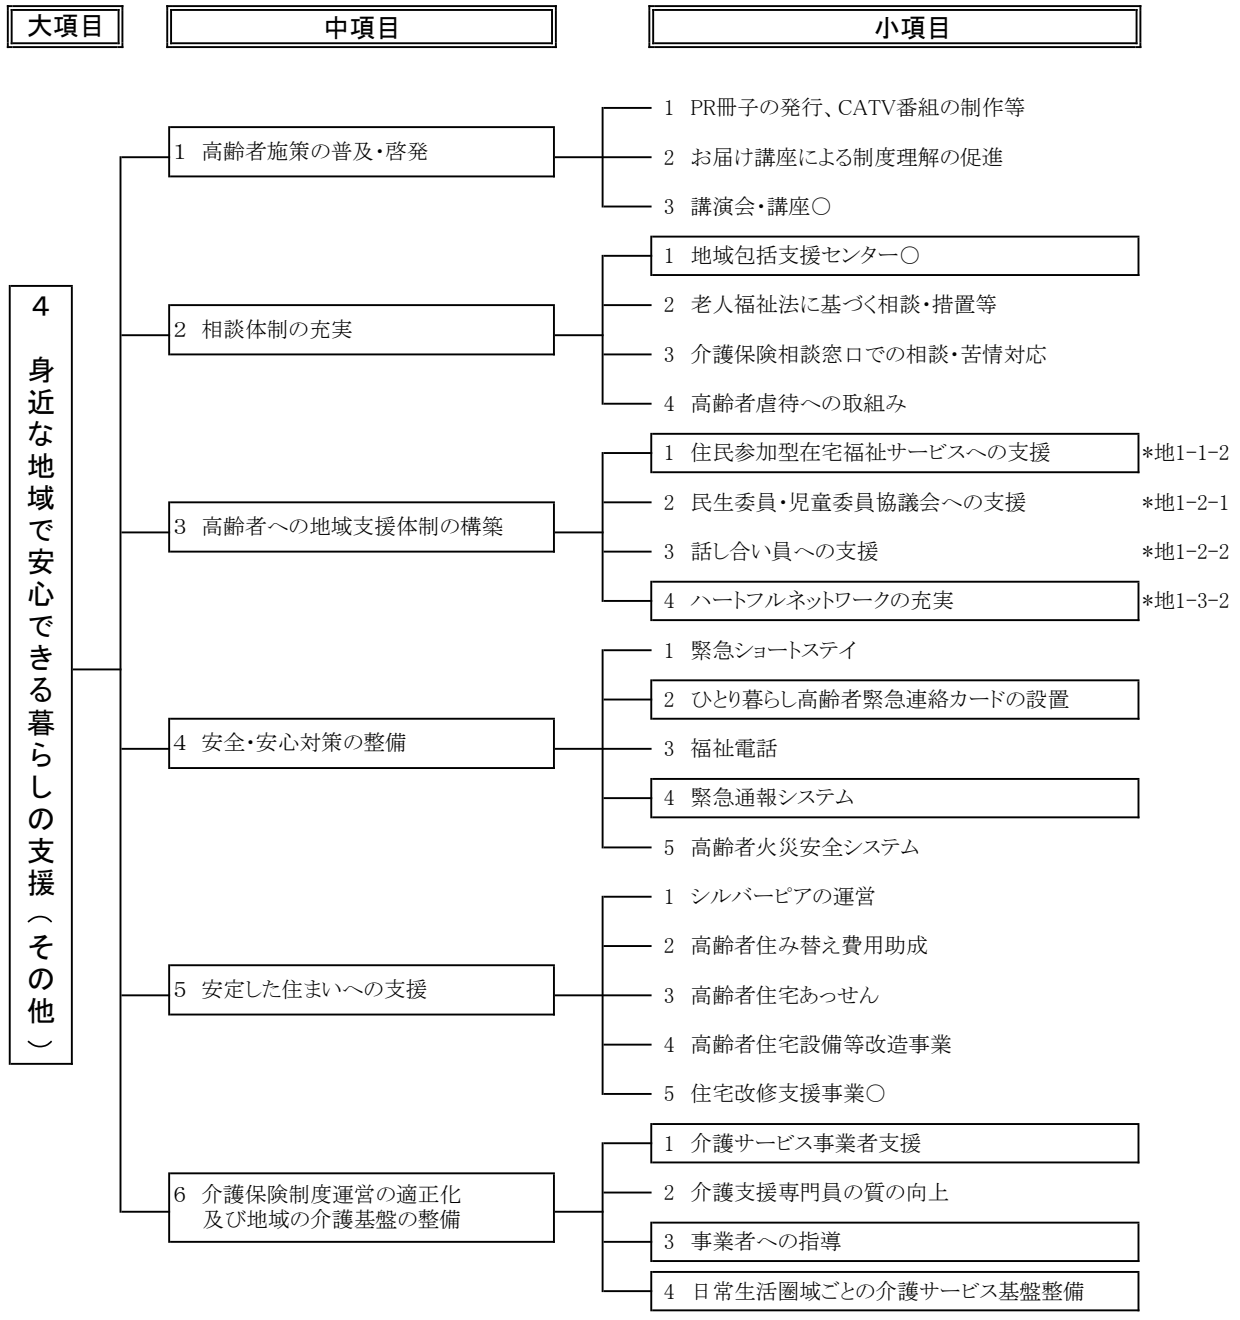 大項目
中項目
小項目
4 身近な地域で安心できる暮らしの支援(その他)
1 高齢者施策の普及・啓発
1 PR冊子の発行、CATV番組の制作等
2 お届け講座による制度理解の促進
3 講演会・講座○
2 相談体制の充実
1 地域包括支援センター○
2 老人福祉法に基づく相談・措置等
3 介護保険相談窓口での相談・苦情対応
4 高齢者虐待への取組み
3 高齢者への地域支援体制の構築
1 住民参加型在宅福祉サービスへの支援 *地1-1-2
2 民生委員・児童委員協議会への支援 *地1-2-1
3 話し合い員への支援 *地1-2-2
4 ハートフルネットワークの充実 *地1-3-2
4 安全・安心対策の整備
1 緊急ショートステイ
2 ひとり暮らし高齢者緊急連絡カードの設置
3 福祉電話
4 緊急通報システム
5 高齢者火災安全システム
5 安定した住まいへの支援
1 シルバーピアの運営
2 高齢者住み替え費用助成
3 高齢者住宅あっせん
4 高齢者住宅設備等改造事業
5 住宅改修支援事業○
6 介護保険制度運営の適正化
及び地域の介護基盤の整備
1 介護サービス事業者支援
2 介護支援専門員の質の向上
3 事業者への指導
4 日常生活圏域ごとの介護サービス基盤整備